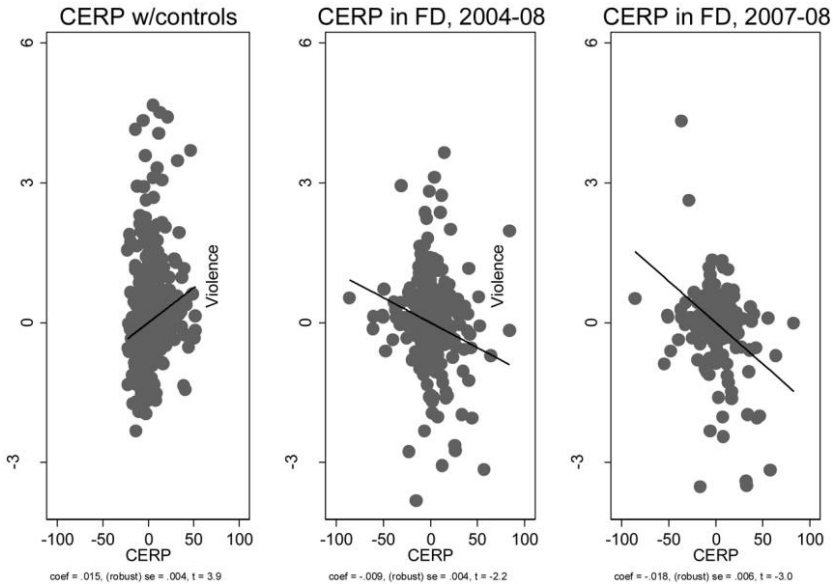 CERP w/controls
6
3
0
-3
-100 -50 0 50 100
CERP
coef = .015, (robust) se = .004, t = 3.9
CERP in FD, 2004-08
Violence
6
3
0
-3
-100 -50 0 50 100
CERP
coef = -.009, (robust) se = .004, t = -2.2
CERP in FD, 2007-08
Violence
6
3
0
-3
-100 -50 0 50 100
CERP
coef = -.018, (robust) se = .006, t = -3.0